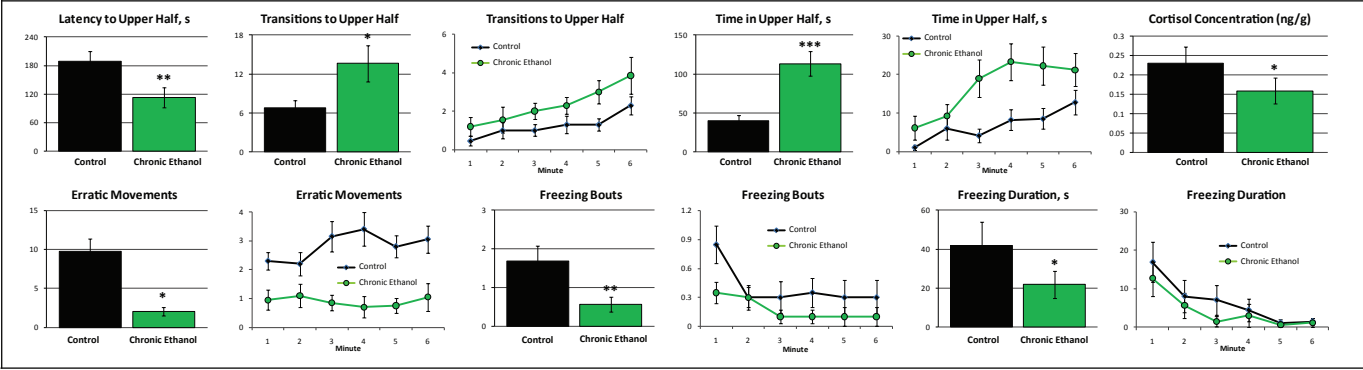 Latency to Upper Half, s
240
180
120
60
0
**
Control
Chronic Ethanol
Transitions to Upper Half
18
12
6
0
*
Control
Chronic Ethanol
Transitions to Upper Half
6
4
2
0
Control
Chronic Ethanol
1 2 3 4 5 6
Minute
Time in Upper Half, s
150
100
50
0
***
Control
Chronic Ethanol
Time in Upper Half, s
30
20
10
0
Control
Chronic Ethanol
1 2 3 4 5 6
Minute
Cortisol Concentration (ng/g)
0.3
0.25
0.2
0.15
0.1
0.05
0
*
Control
Chronic Ethanol
Erratic Movements
15
10
5
0
*
Control
Chronic Ethanol
Erratic Movements
4
3
2
1
0
Control
Chronic Ethanol
1 2 3 4 5 6
Minute
Freezing Bouts
3
2
1
0
**
Control
Chronic Ethanol
Freezing Bouts
1.2
0.9
0.6
0.3
0
Control
Chronic Ethanol
1 2 3 4 5 6
Minute
Freezing Duration, s
60
40
20
0
*
Control
Chronic Ethanol
Freezing Duration
30
20
10
0
Control
Chronic Ethanol
1 2 3 4 5 6
Minute